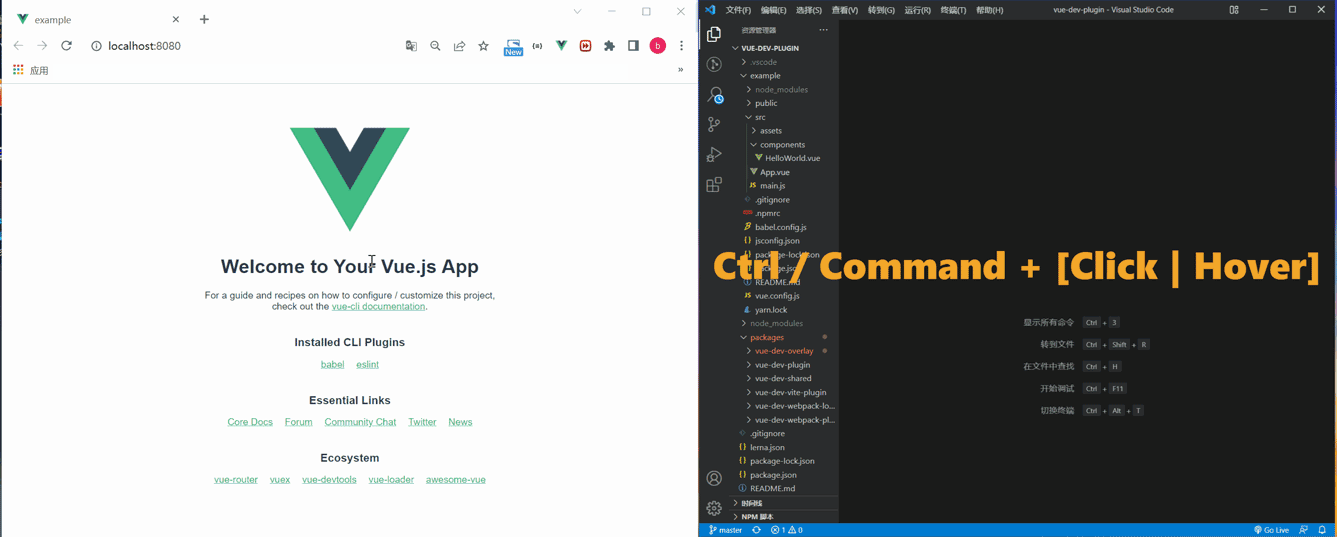 example
localhost:8080
New
b
应用
»
Welcome to Your Vue.js App
For a guide and recipes on how to configure / customize this project,
check out the vue-cli documentation.
Installed CLI Plugins
babel eslint
Essential Links
Core Docs Forum Community Chat Twitter News
Ecosystem
vue-router vuex vue-devtools vue-loader awesome-vue
文件(F) 编辑(E) 选择(S) 查看(V) 转到(G) 运行(R) 终端(T) 帮助(H) vue-dev-plugin - Visual Studio Code
资源管理器
VUE-DEV-PLUGIN
.vscode
example
node_modules
public
src
assets
components
HelloWorld.vue
App.vue
JS main.js
.gitignore
.npmrc
babel.config.js
jsconfig.json
package-lock.json
package.json
README.md
JS vue.config.js
yarn.lock
node_modules
packages
vue-dev-overlay
vue-dev-plugin
vue-dev-shared
vue-dev-vite-plugin
vue-dev-webpack-lo...
vue-dev-webpack-pl...
.gitignore
lerna.json
package-lock.json
package.json
README.md
NPM 脚本
Ctrl / Command + [Click | Hover]
显示所有命令 Ctrl + 3
转到文件 Ctrl + Shift + R
在文件中查找 Ctrl + H
开始调试 Ctrl + F11
切换终端 Ctrl + Alt + T
master 1 0 Go Live